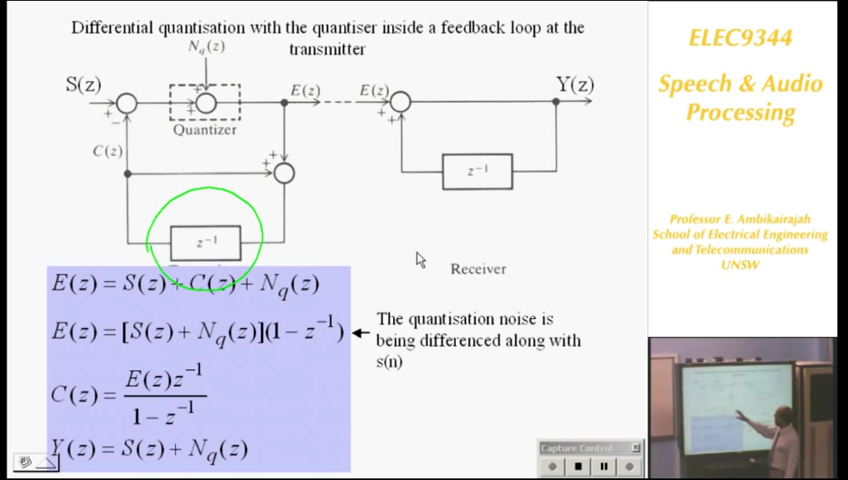 Differential quantisation with the quantiser inside a feedback loop at the
transmitter
N_q(z)
S(z)
E(z)
E(z)
Y(z)
+
+
+
+
+
−
Quantizer
C(z)
+
+
z⁻¹
z⁻¹
Receiver
E(z) = S(z) + C(z) + N_q(z)
E(z) = [S(z) + N_q(z)](1 − z⁻¹)
The quantisation noise is
being differenced along with
s(n)
C(z) = E(z)z⁻¹ / 1 − z⁻¹
Y(z) = S(z) + N_q(z)
Capture Control
ELEC9344
Speech & Audio
Processing
Professor E. Ambikairajah
School of Electrical Engineering
and Telecommunications
UNSW